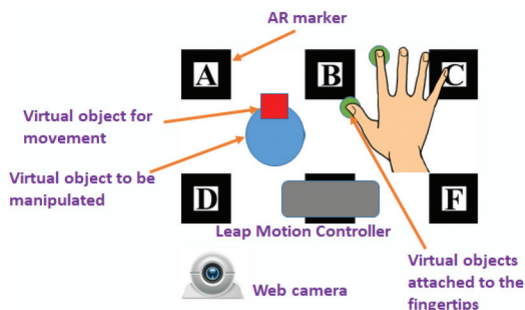 AR marker
A
B
C
Virtual object for
movement
Virtual object to be
manipulated
D
F
Leap Motion Controller
Web camera
Virtual objects
attached to the
fingertips